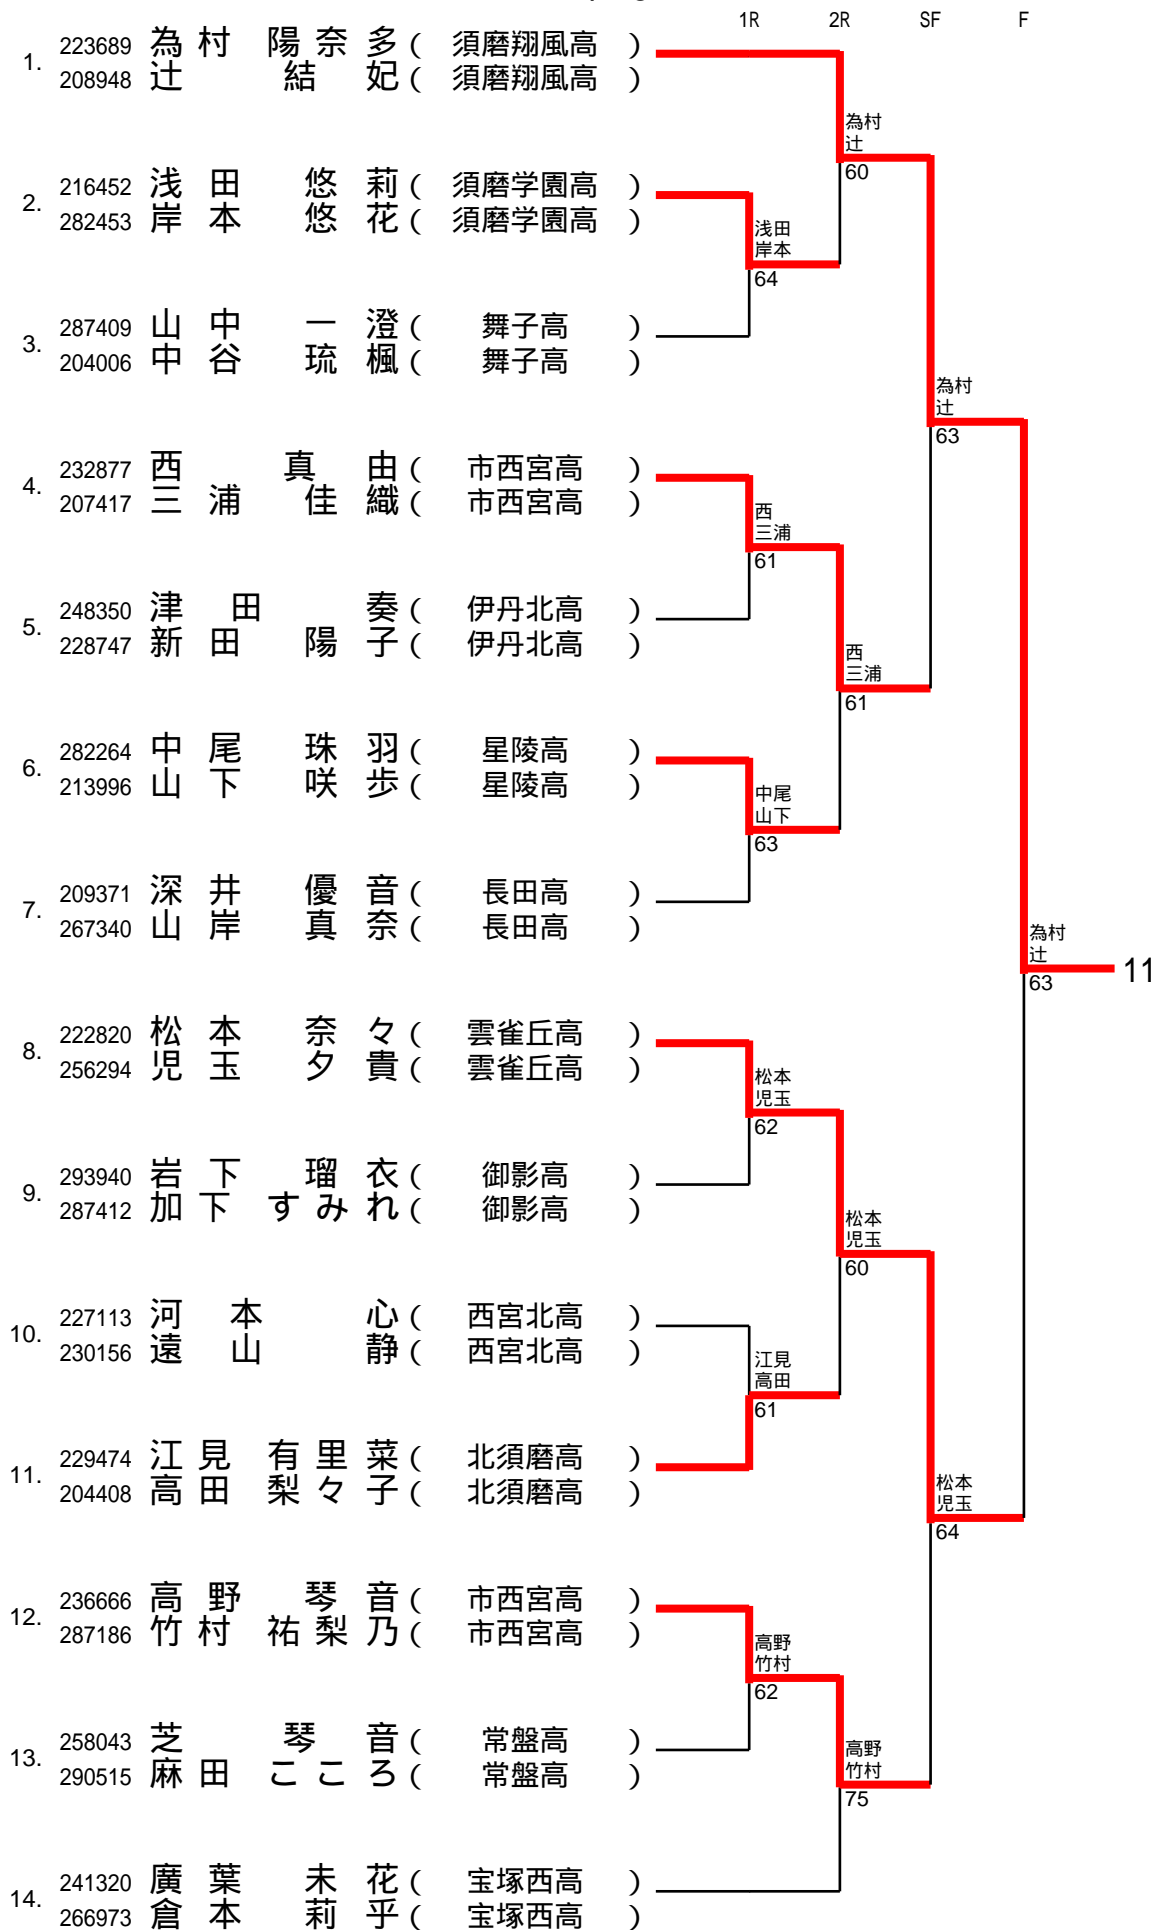 1R 2R SF F
1. 223689 為村 陽奈多 ( 須磨翔風高 )
208948 辻 結妃 ( 須磨翔風高 )
為村
辻
60
2. 216452 浅田 悠莉 ( 須磨学園高 )
282453 岸本 悠花 ( 須磨学園高 )
浅田
岸本
64
3. 287409 山中 一澄 ( 舞子高 )
204006 中谷 琉楓 ( 舞子高 )
為村
辻
63
4. 232877 西 真由 ( 市西宮高 )
207417 三浦 佳織 ( 市西宮高 )
西
三浦
61
5. 248350 津田 奏 ( 伊丹北高 )
228747 新田 陽子 ( 伊丹北高 )
西
三浦
61
6. 282264 中尾 珠羽 ( 星陵高 )
213996 山下 咲歩 ( 星陵高 )
中尾
山下
63
7. 209371 深井 優音 ( 長田高 )
267340 山岸 真奈 ( 長田高 )
為村
辻
63
11
8. 222820 松本 奈々 ( 雲雀丘高 )
256294 児玉 夕貴 ( 雲雀丘高 )
松本
児玉
62
9. 293940 岩下 瑠衣 ( 御影高 )
287412 加下 すみれ ( 御影高 )
松本
児玉
60
10. 227113 河本 心 ( 西宮北高 )
230156 遠山 静 ( 西宮北高 )
江見
高田
61
11. 229474 江見 有里菜 ( 北須磨高 )
204408 高田 梨々子 ( 北須磨高 )
松本
児玉
64
12. 236666 高野 琴音 ( 市西宮高 )
287186 竹村 祐梨乃 ( 市西宮高 )
高野
竹村
62
13. 258043 芝 琴音 ( 常盤高 )
290515 麻田 こころ ( 常盤高 )
高野
竹村
75
14. 241320 廣葉 未花 ( 宝塚西高 )
266973 倉本 莉乎 ( 宝塚西高 )